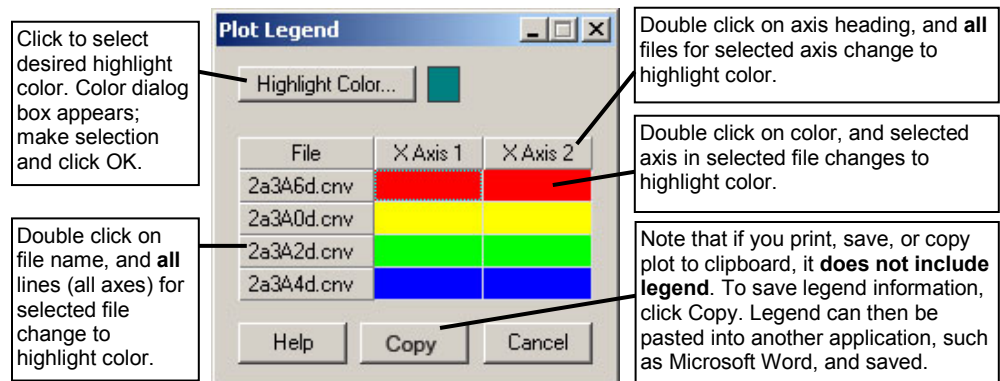 Click to select
desired highlight
color. Color dialog
box appears;
make selection
and click OK.
Double click on
file name, and all
lines (all axes) for
selected file
change to
highlight color.
Plot Legend
Highlight Color...
File X Axis 1 X Axis 2
2a3A6d.cnv
2a3A0d.cnv
2a3A2d.cnv
2a3A4d.cnv
Help Copy Cancel
Double click on axis heading, and all
files for selected axis change to
highlight color.
Double click on color, and selected
axis in selected file changes to
highlight color.
Note that if you print, save, or copy
plot to clipboard, it does not include
legend. To save legend information,
click Copy. Legend can then be
pasted into another application, such
as Microsoft Word, and saved.